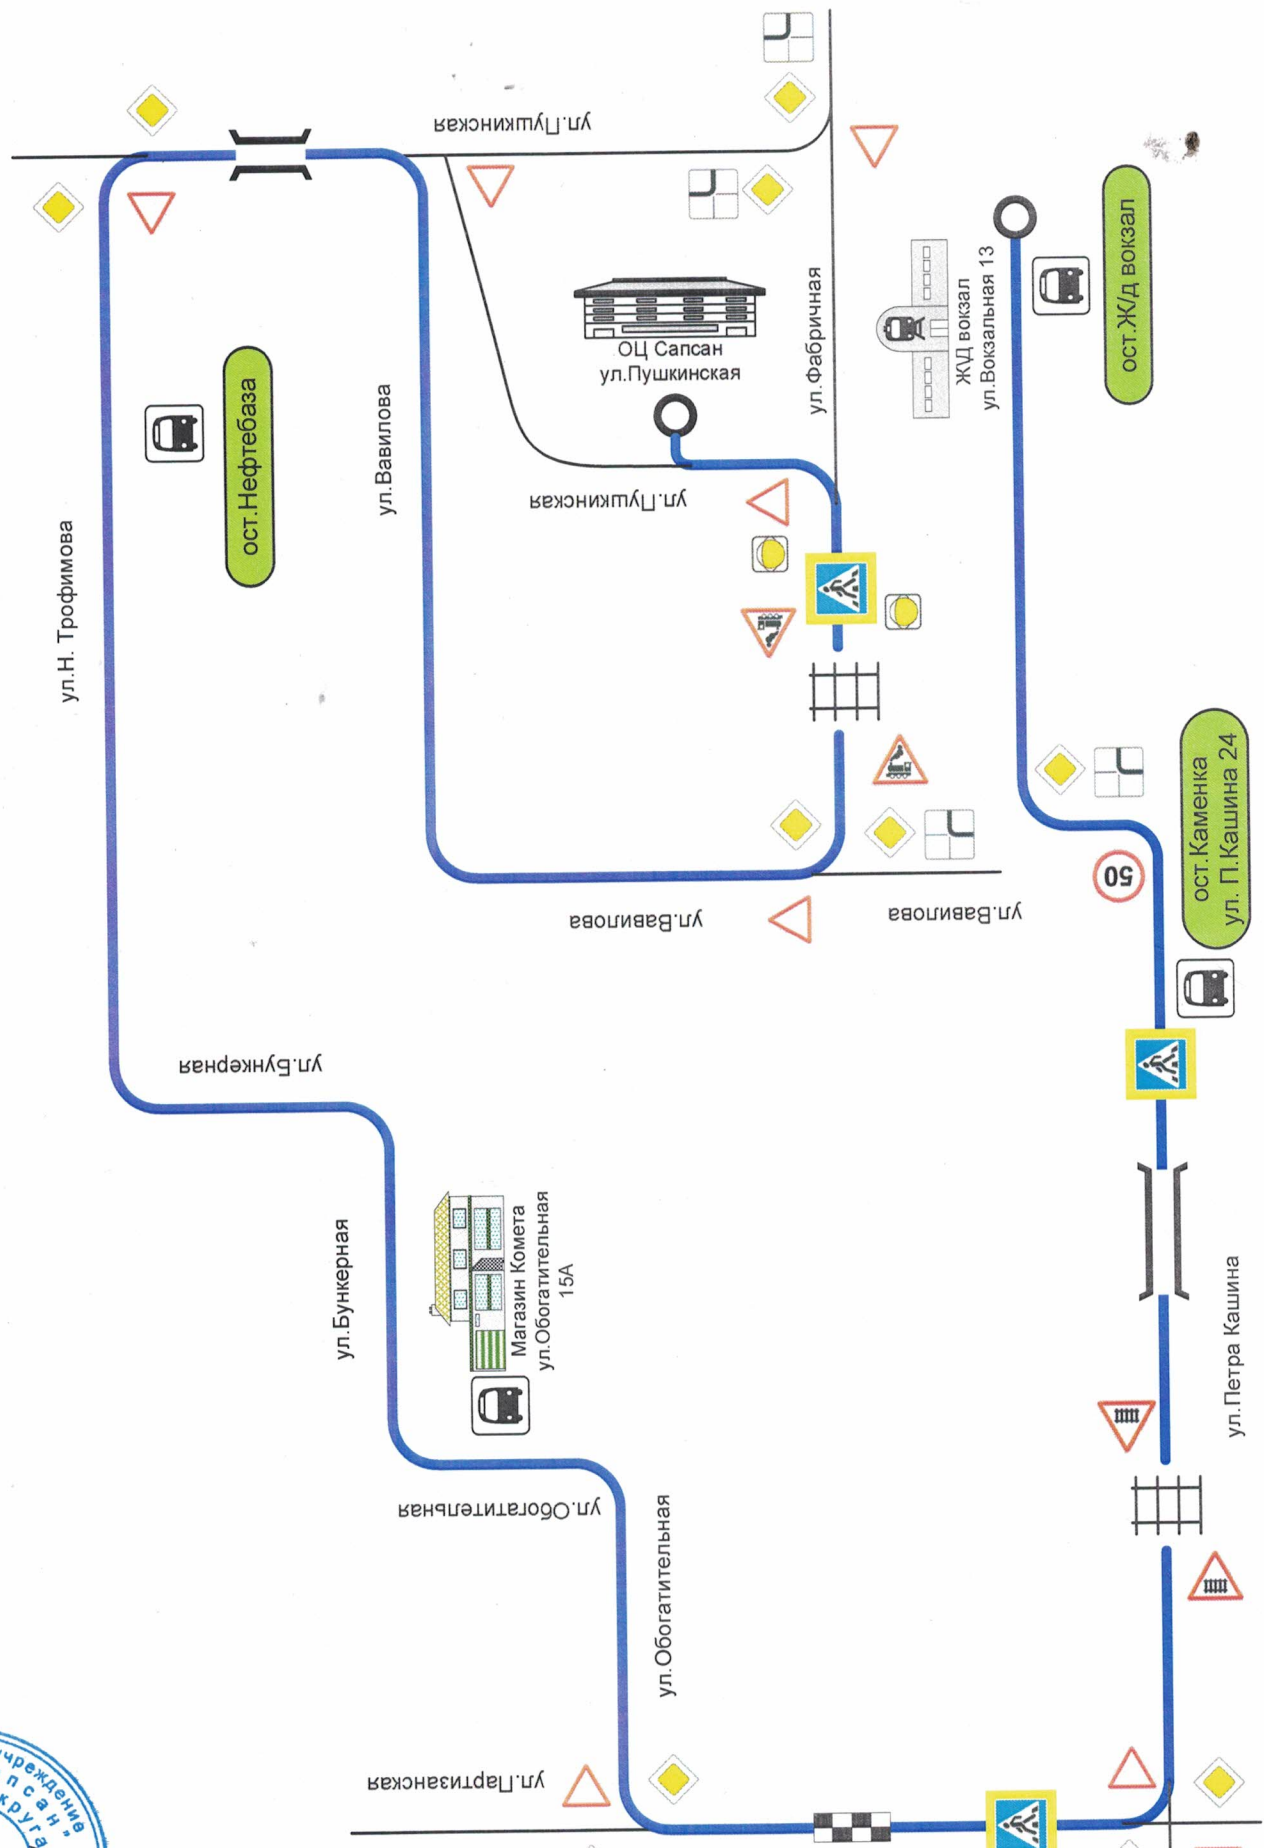 ул.Пушкинская
ост.Нефтебаза
ул.Н. Трофимова
ул.Вавилова
ОЦ Сапсан
ул.Пушкинская
ул.Пушкинская
ул.Фабричная
Ж\Д вокзал
ул.Вокзальная 13
ост.Ж/д вокзал
ул.Вавилова
ул.Вавилова
50
ост.Каменка
ул. П.Кашина 24
ул.Бункерная
ул.Бункерная
Магазин Комета
ул.Обогатительная
15А
ул.Петра Кашина
ул.Обогатительная
ул.Обогатительная
ул.Партизанская
учреждение